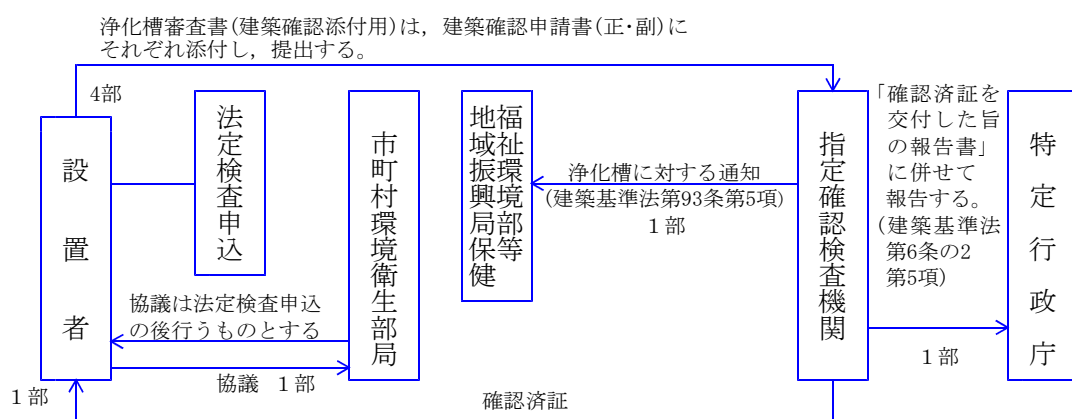 浄化槽審査書(建築確認添付用)は，建築確認申請書(正・副)に
それぞれ添付し，提出する。
4部
設置者
法定検査申込
市町村環境衛生部局
福祉環境部等
地域振興局保健
浄化槽に対する通知
(建築基準法第93条第5項)
１部
指定確認検査機関
「確認済証を
交付した旨
の報告書」
に併せて
報告する。
(建築基準法
第6条の2
第5項)
特定行政庁
協議は法定検査申込
の後行うものとする
協議　１部
１部
１部
確認済証